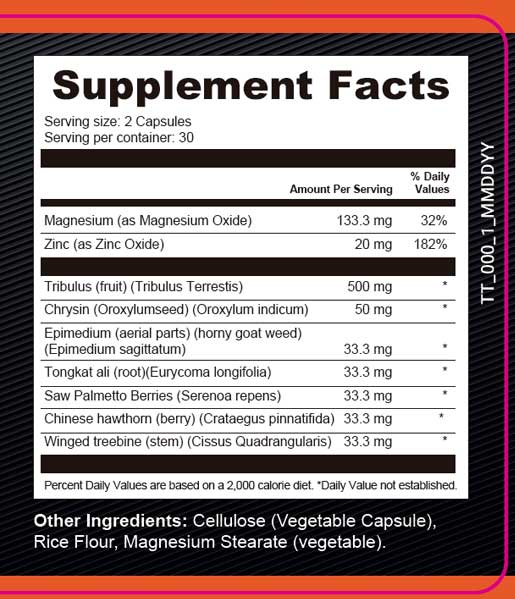 Supplement Facts
Serving size: 2 Capsules
Serving per container: 30
Amount Per Serving % Daily Values
Magnesium (as Magnesium Oxide) 133.3 mg 32%
Zinc (as Zinc Oxide) 20 mg 182%
Tribulus (fruit) (Tribulus Terrestis) 500 mg *
Chrysin (Oroxylumseed) (Oroxylum indicum) 50 mg *
Epimedium (aerial parts) (horny goat weed)
(Epimedium sagittatum) 33.3 mg *
Tongkat ali (root)(Eurycoma longifolia) 33.3 mg *
Saw Palmetto Berries (Serenoa repens) 33.3 mg *
Chinese hawthorn (berry) (Crataegus pinnatifida) 33.3 mg *
Winged treebine (stem) (Cissus Quadrangularis) 33.3 mg *
Percent Daily Values are based on a 2,000 calorie diet. *Daily Value not established.
Other Ingredients: Cellulose (Vegetable Capsule),
Rice Flour, Magnesium Stearate (vegetable).
TT_000_1_MMDDYY